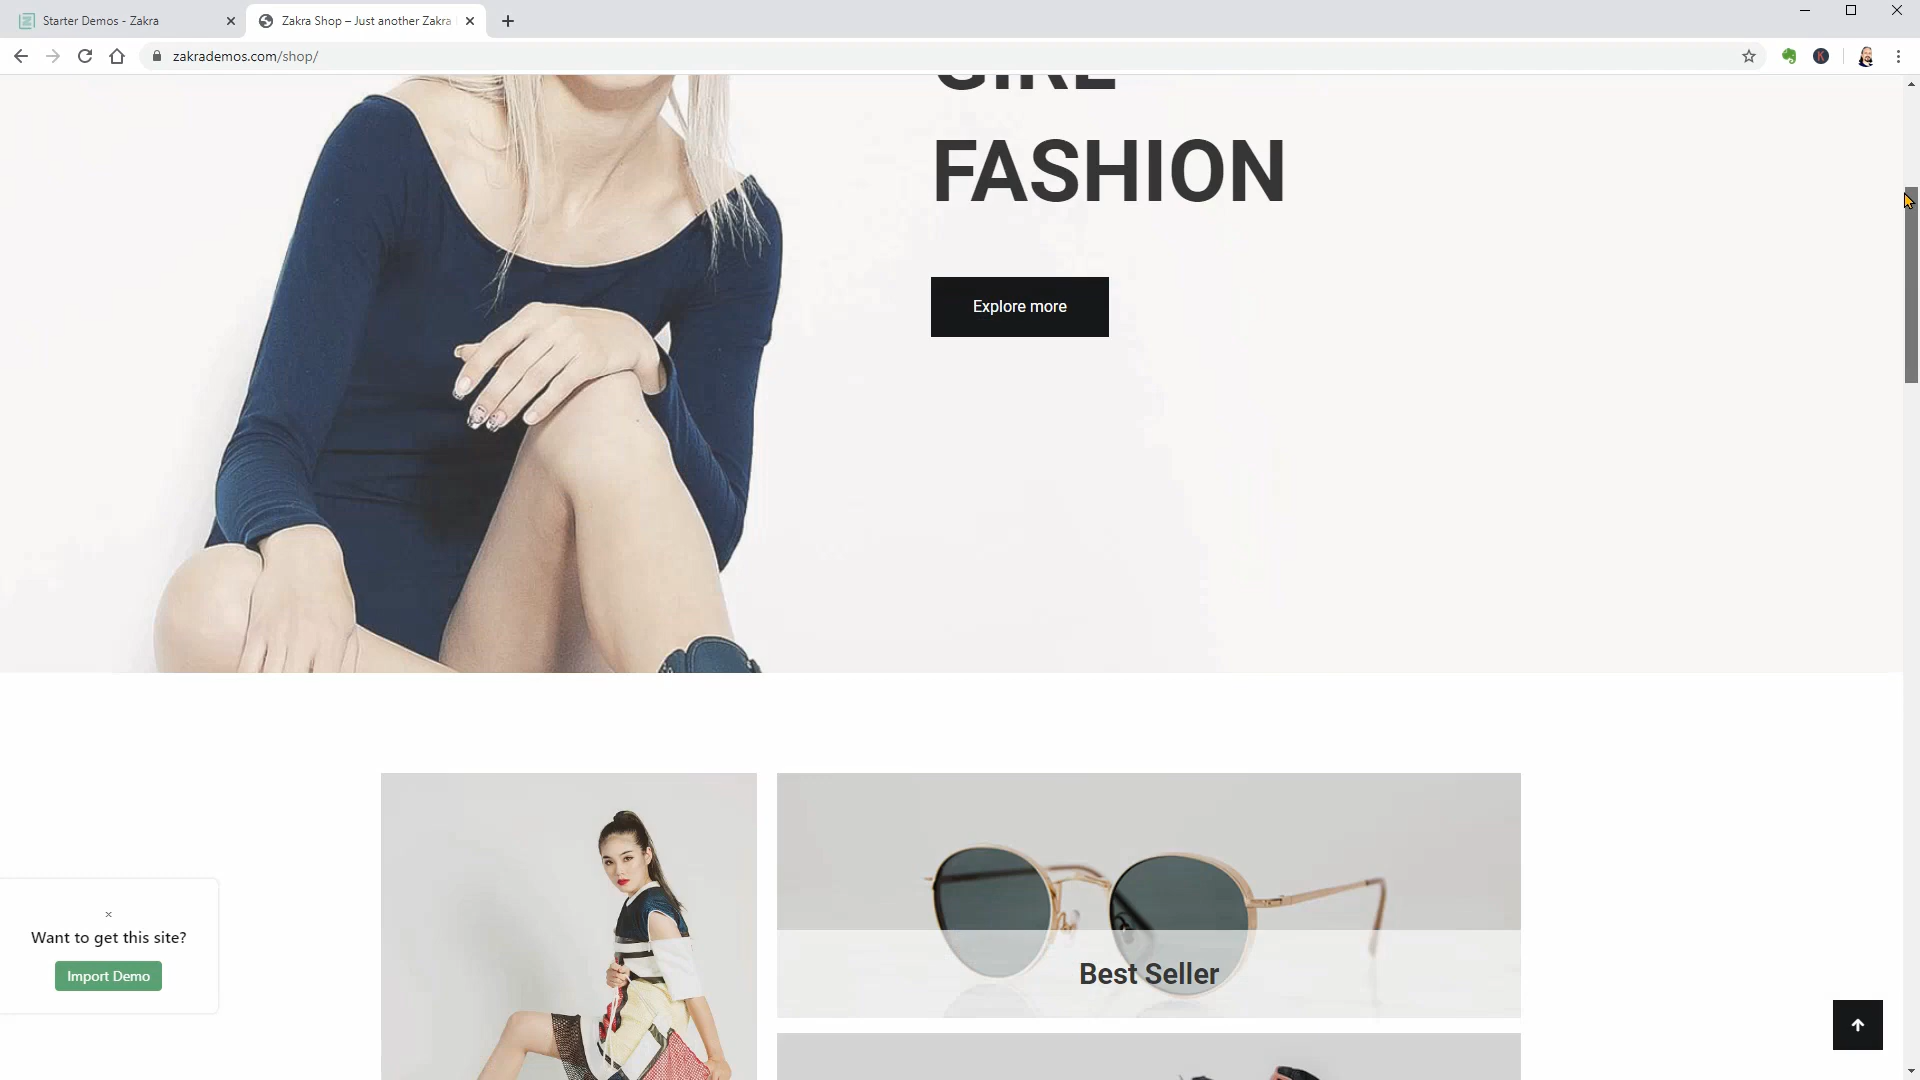 Starter Demos - Zakra
Zakra Shop – Just another Zakra
zakrademos.com/shop/
K
GIRL
FASHION
Explore more
Best Seller
×
Want to get this site?
Import Demo